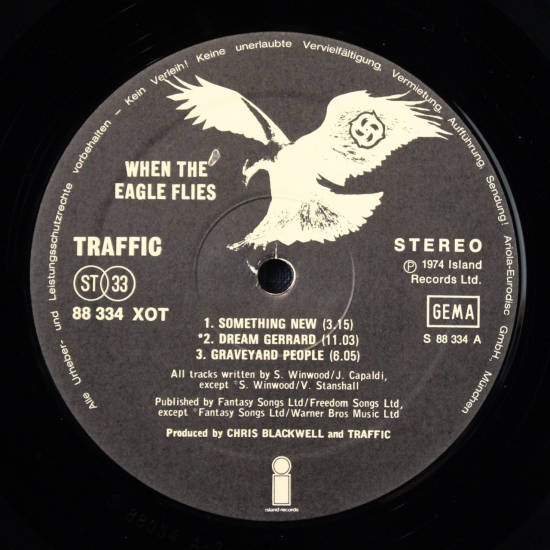 Alle Urheber- und Leistungsschutzrechte vorbehalten – Kein Verleih! Keine unerlaubte Vervielfältigung, Vermietung, Aufführung, Sendung! Ariola-Eurodisc GmbH, München
WHEN THE
EAGLE FLIES
TRAFFIC
ST 33
88 334 XOT
STEREO
Ⓟ 1974 Island
Records Ltd.
GEMA
S 88 334 A
1. SOMETHING NEW (3.15)
*2. DREAM GERRARD (11.03)
3. GRAVEYARD PEOPLE (6.05)
All tracks written by S. Winwood/J. Capaldi,
except *S. Winwood/V. Stanshall
Published by Fantasy Songs Ltd/Freedom Songs Ltd,
except *Fantasy Songs Ltd/Warner Bros Music Ltd
Produced by CHRIS BLACKWELL and TRAFFIC
i
island records